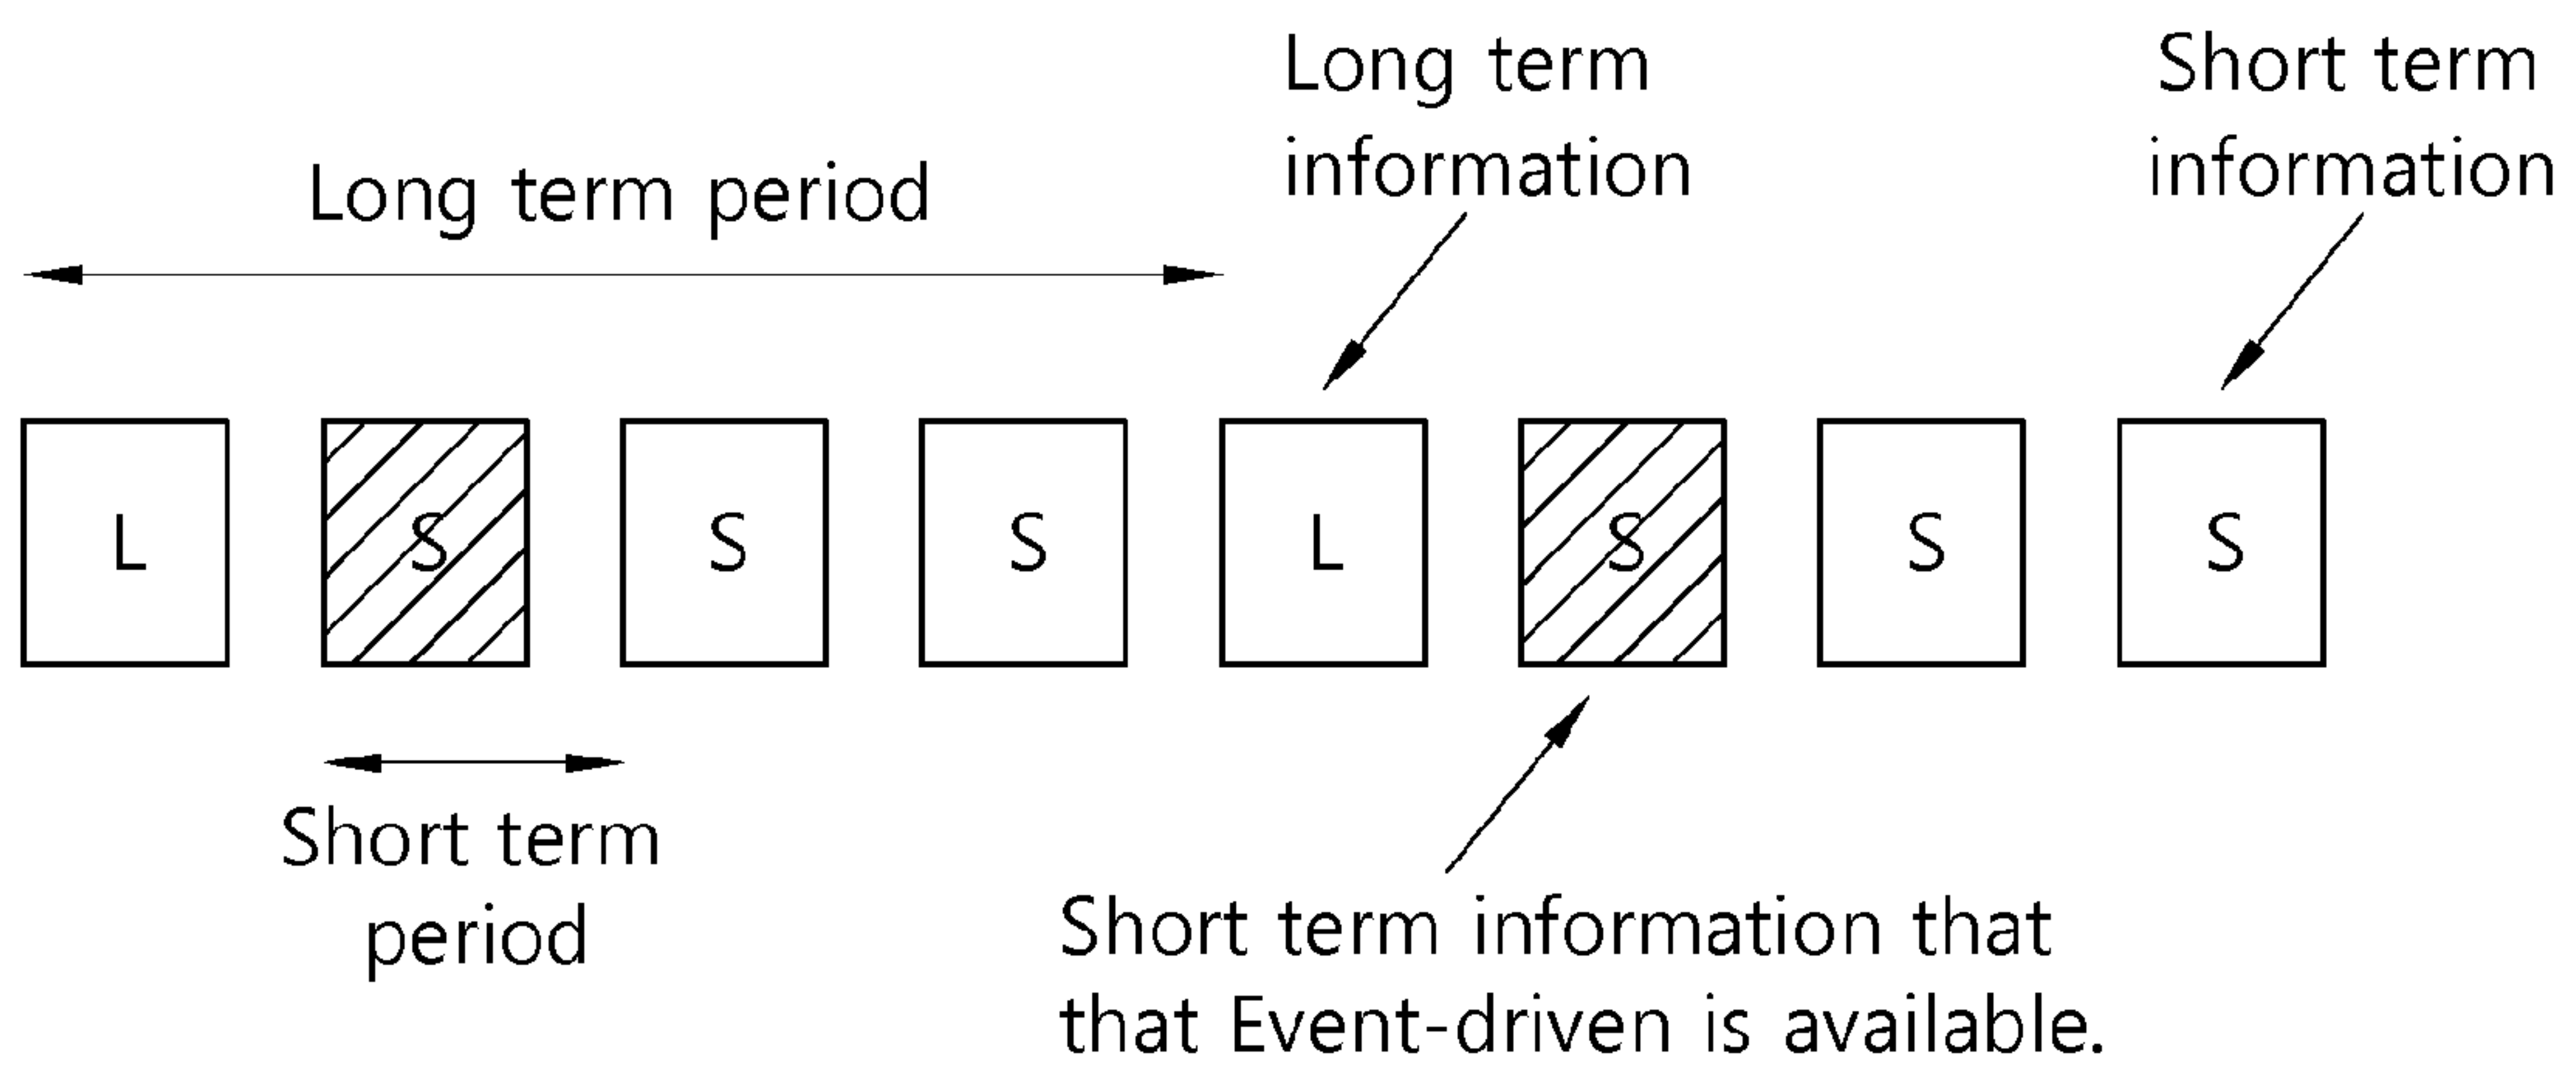 Long term
information
Short term
information
Long term period
L
S
S
S
L
S
S
S
Short term
period
Short term information that
that Event-driven is available.